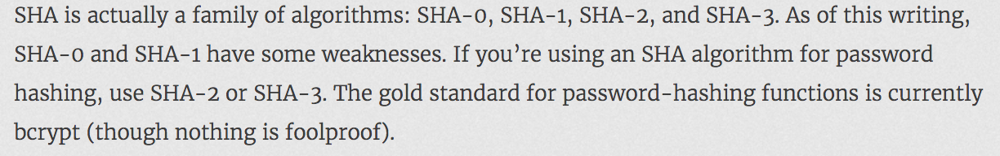 SHA is actually a family of algorithms: SHA-0, SHA-1, SHA-2, and SHA-3. As of this writing,
SHA-0 and SHA-1 have some weaknesses. If you’re using an SHA algorithm for password
hashing, use SHA-2 or SHA-3. The gold standard for password-hashing functions is currently
bcrypt (though nothing is foolproof).